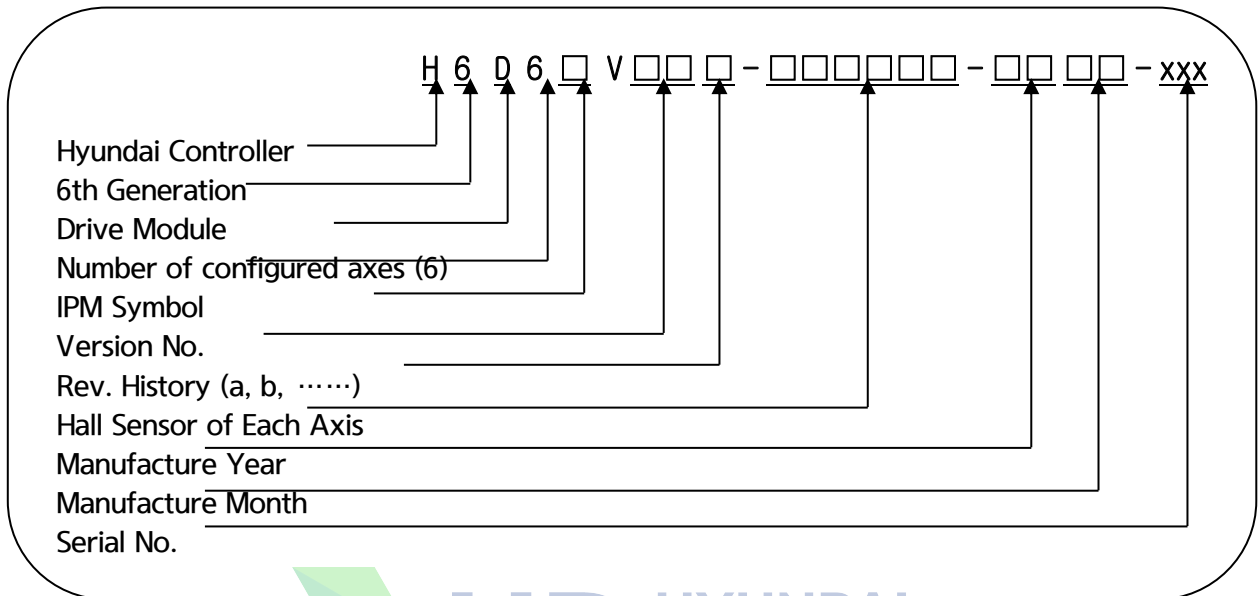 H 6 D 6 □ V □□ □ - □□□□□□ - □□ □□ - xxx
Hyundai Controller
6th Generation
Drive Module
Number of configured axes (6)
IPM Symbol
Version No.
Rev. History (a, b, ……)
Hall Sensor of Each Axis
Manufacture Year
Manufacture Month
Serial No.